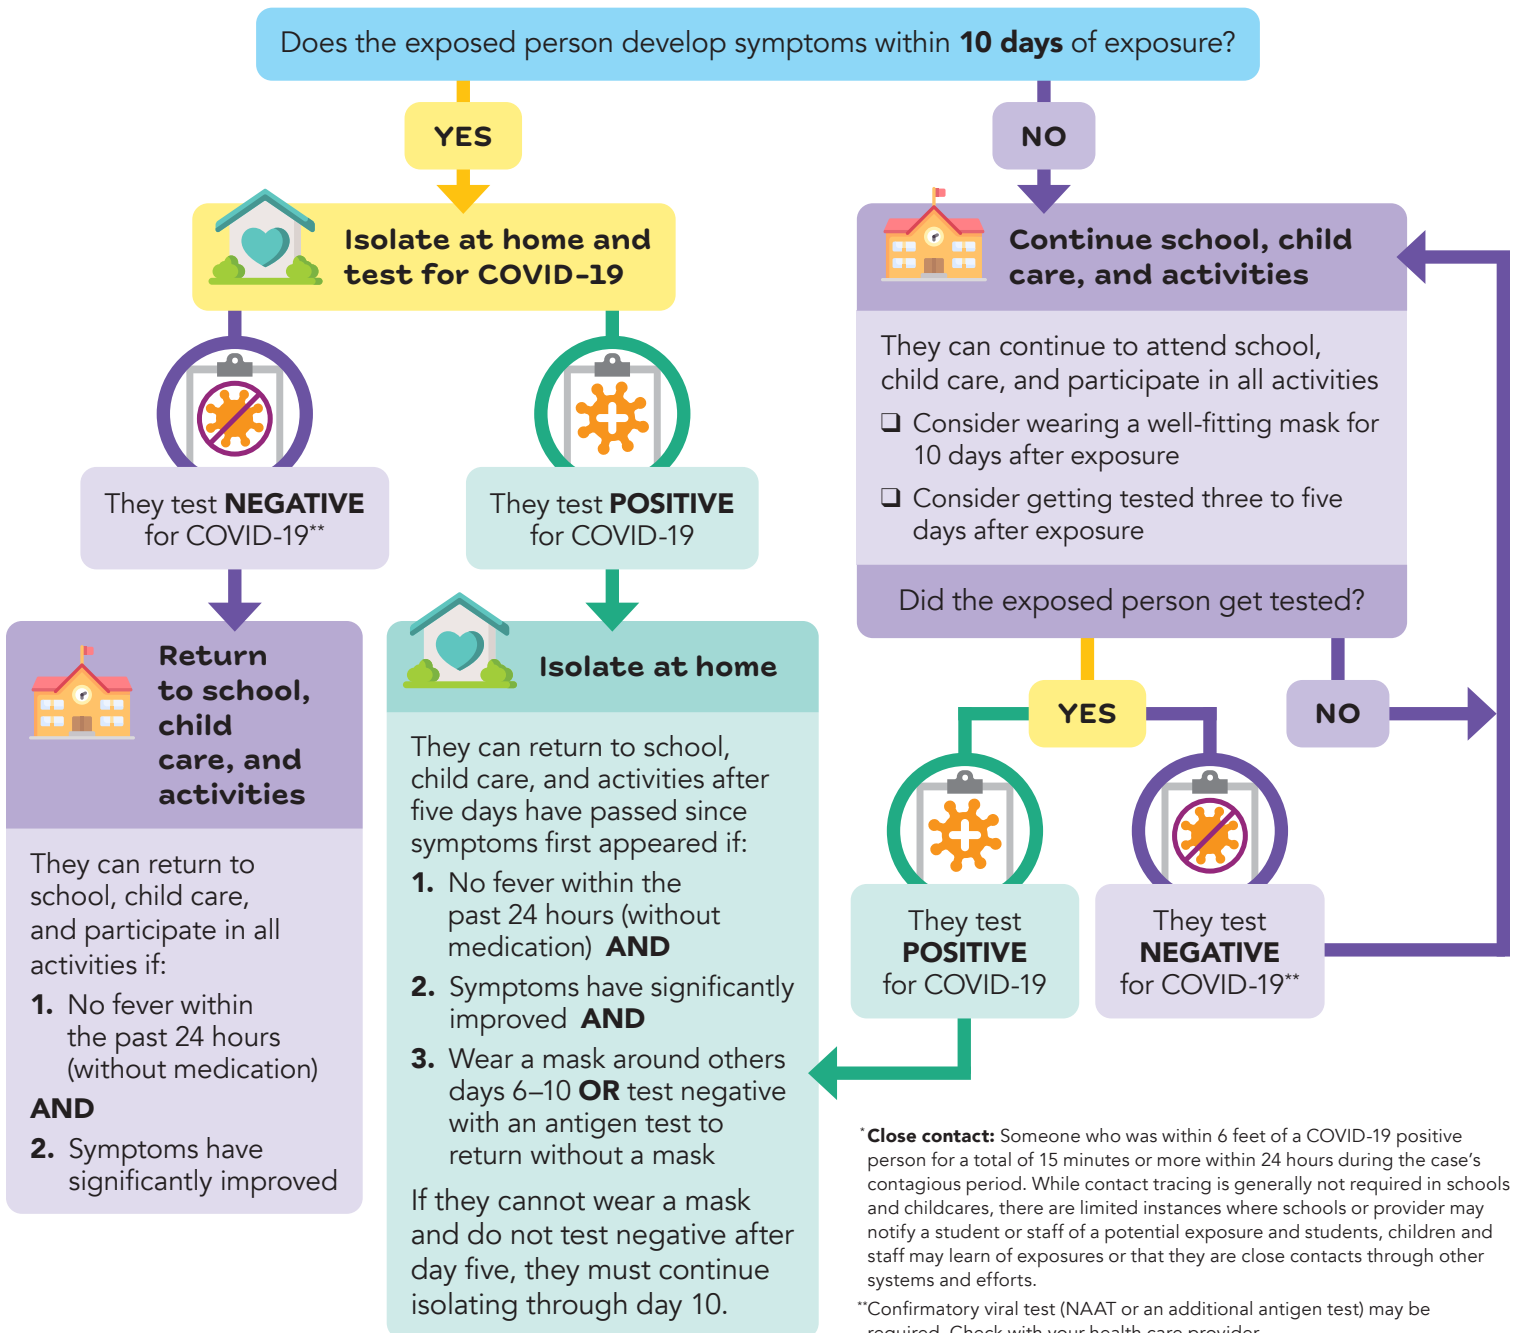 Does the exposed person develop symptoms within 10 days of exposure?
YES
NO
Isolate at home and
test for COVID-19
Continue school, child
care, and activities
They can continue to attend school,
child care, and participate in all activities
❑ Consider wearing a well-fitting mask for
10 days after exposure
❑ Consider getting tested three to five
days after exposure
Did the exposed person get tested?
They test NEGATIVE
for COVID-19**
They test POSITIVE
for COVID-19
Return
to school,
child
care, and
activities
They can return to
school, child care,
and participate in all
activities if:
1. No fever within
the past 24 hours
(without medication)
AND
2. Symptoms have
significantly improved
Isolate at home
They can return to school,
child care, and activities after
five days have passed since
symptoms first appeared if:
1. No fever within the
past 24 hours (without
medication) AND
2. Symptoms have significantly
improved AND
3. Wear a mask around others
days 6–10 OR test negative
with an antigen test to
return without a mask
If they cannot wear a mask
and do not test negative after
day five, they must continue
isolating through day 10.
YES
NO
They test
POSITIVE
for COVID-19
They test
NEGATIVE
for COVID-19**
*Close contact: Someone who was within 6 feet of a COVID-19 positive
person for a total of 15 minutes or more within 24 hours during the case's
contagious period. While contact tracing is generally not required in schools
and childcares, there are limited instances where schools or provider may
notify a student or staff of a potential exposure and students, children and
staff may learn of exposures or that they are close contacts through other
systems and efforts.
**Confirmatory viral test (NAAT or an additional antigen test) may be
required. Check with your health care provider